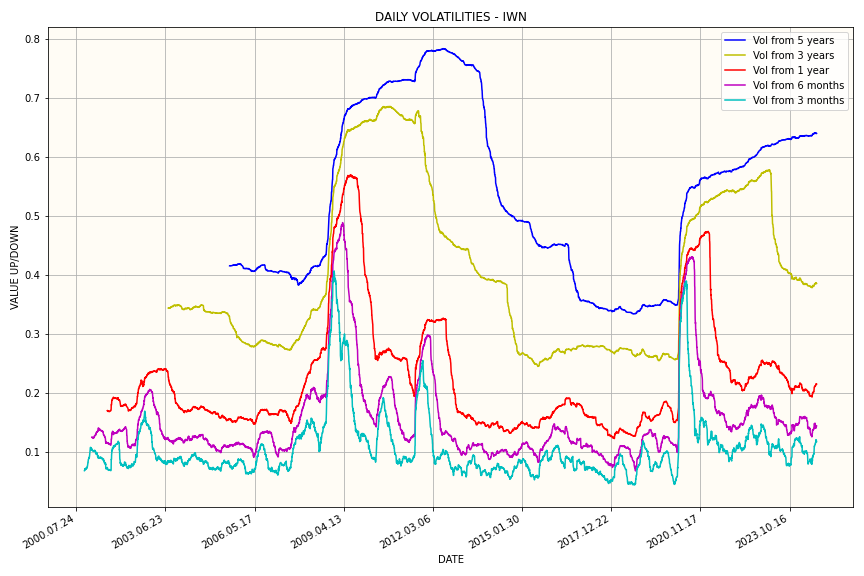 DAILY VOLATILITIES - IWN
Vol from 5 years
Vol from 3 years
Vol from 1 year
Vol from 6 months
Vol from 3 months
VALUE UP/DOWN
0.8
0.7
0.6
0.5
0.4
0.3
0.2
0.1
2000.07.24
2003.06.23
2006.05.17
2009.04.13
2012.03.06
2015.01.30
2017.12.22
2020.11.17
2023.10.16
DATE